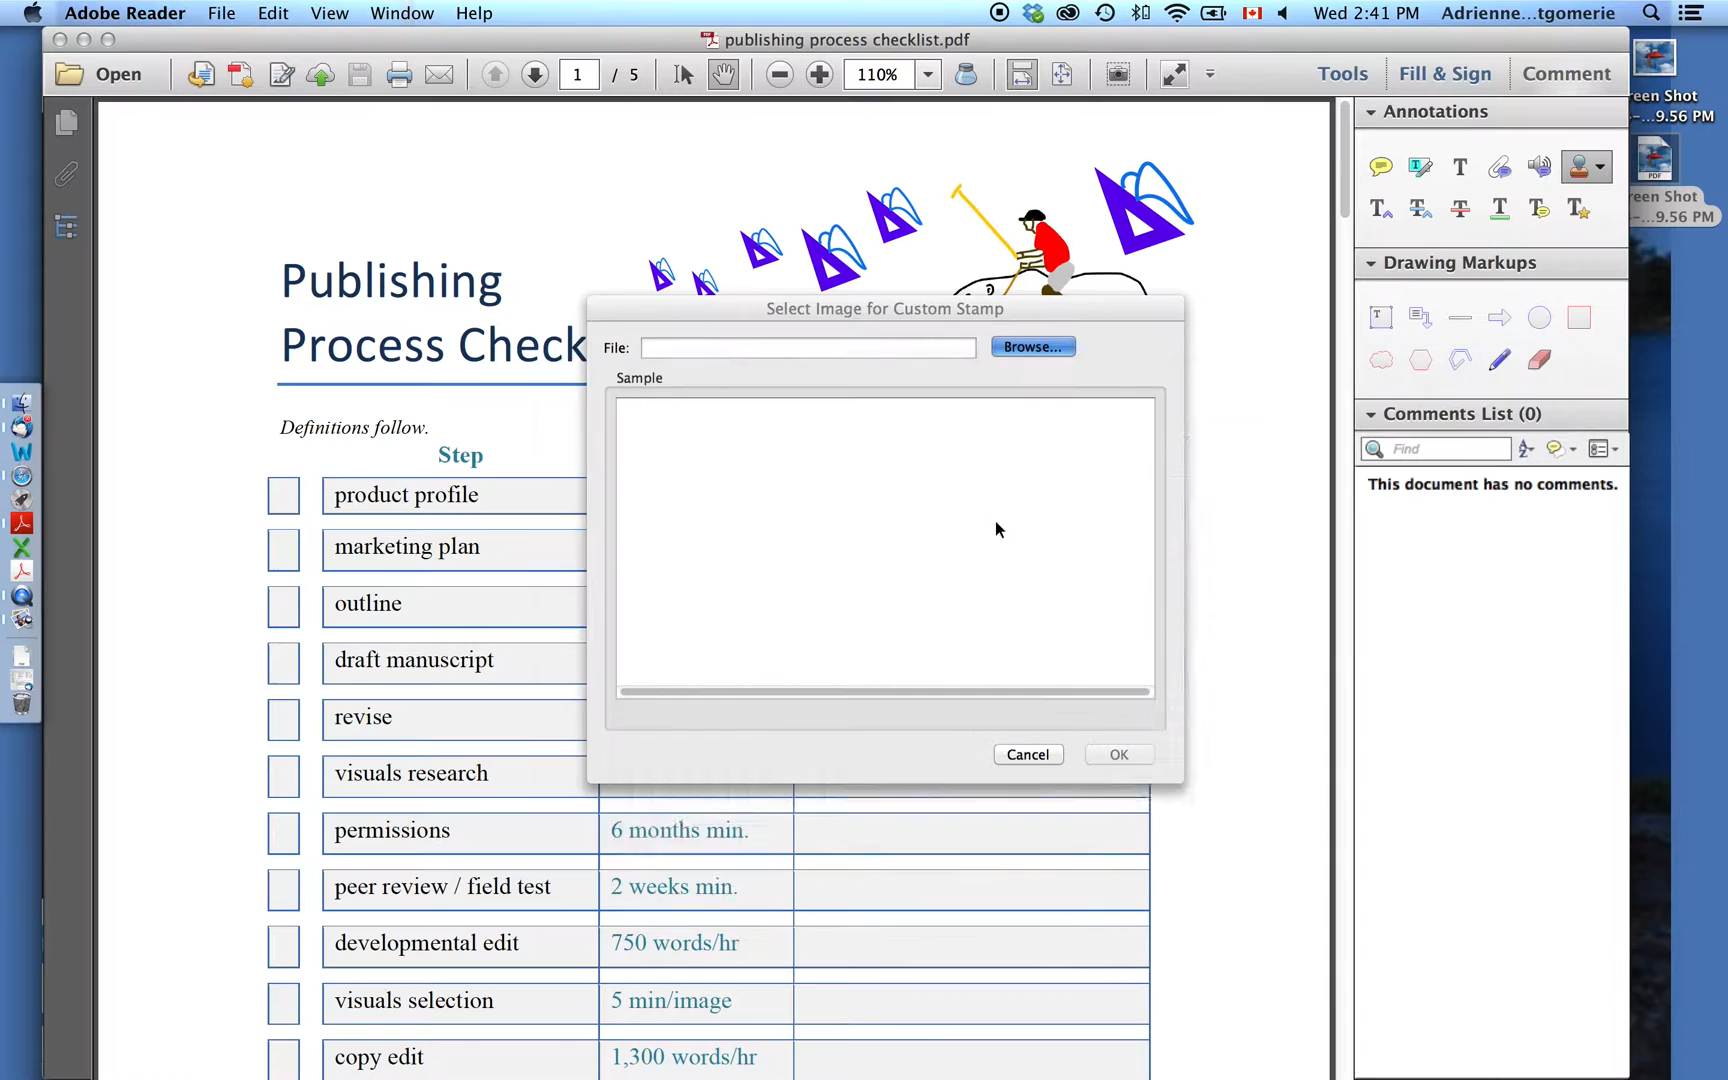 Adobe Reader File Edit View Window Help Wed 2:41 PM Adrienne...tgomerie
publishing process checklist.pdf
Open 1 / 5 110% Tools Fill & Sign Comment
Annotations
reen Shot
-...9.56 PM
PDF
reen Shot
-...9.56 PM
Publishing
Process Check
Drawing Markups
Select Image for Custom Stamp
File: Browse...
Sample
Cancel OK
Comments List (0)
Find
This document has no comments.
Definitions follow.
Step
product profile
marketing plan
outline
draft manuscript
revise
visuals research
permissions 6 months min.
peer review / field test 2 weeks min.
developmental edit 750 words/hr
visuals selection 5 min/image
copy edit 1,300 words/hr